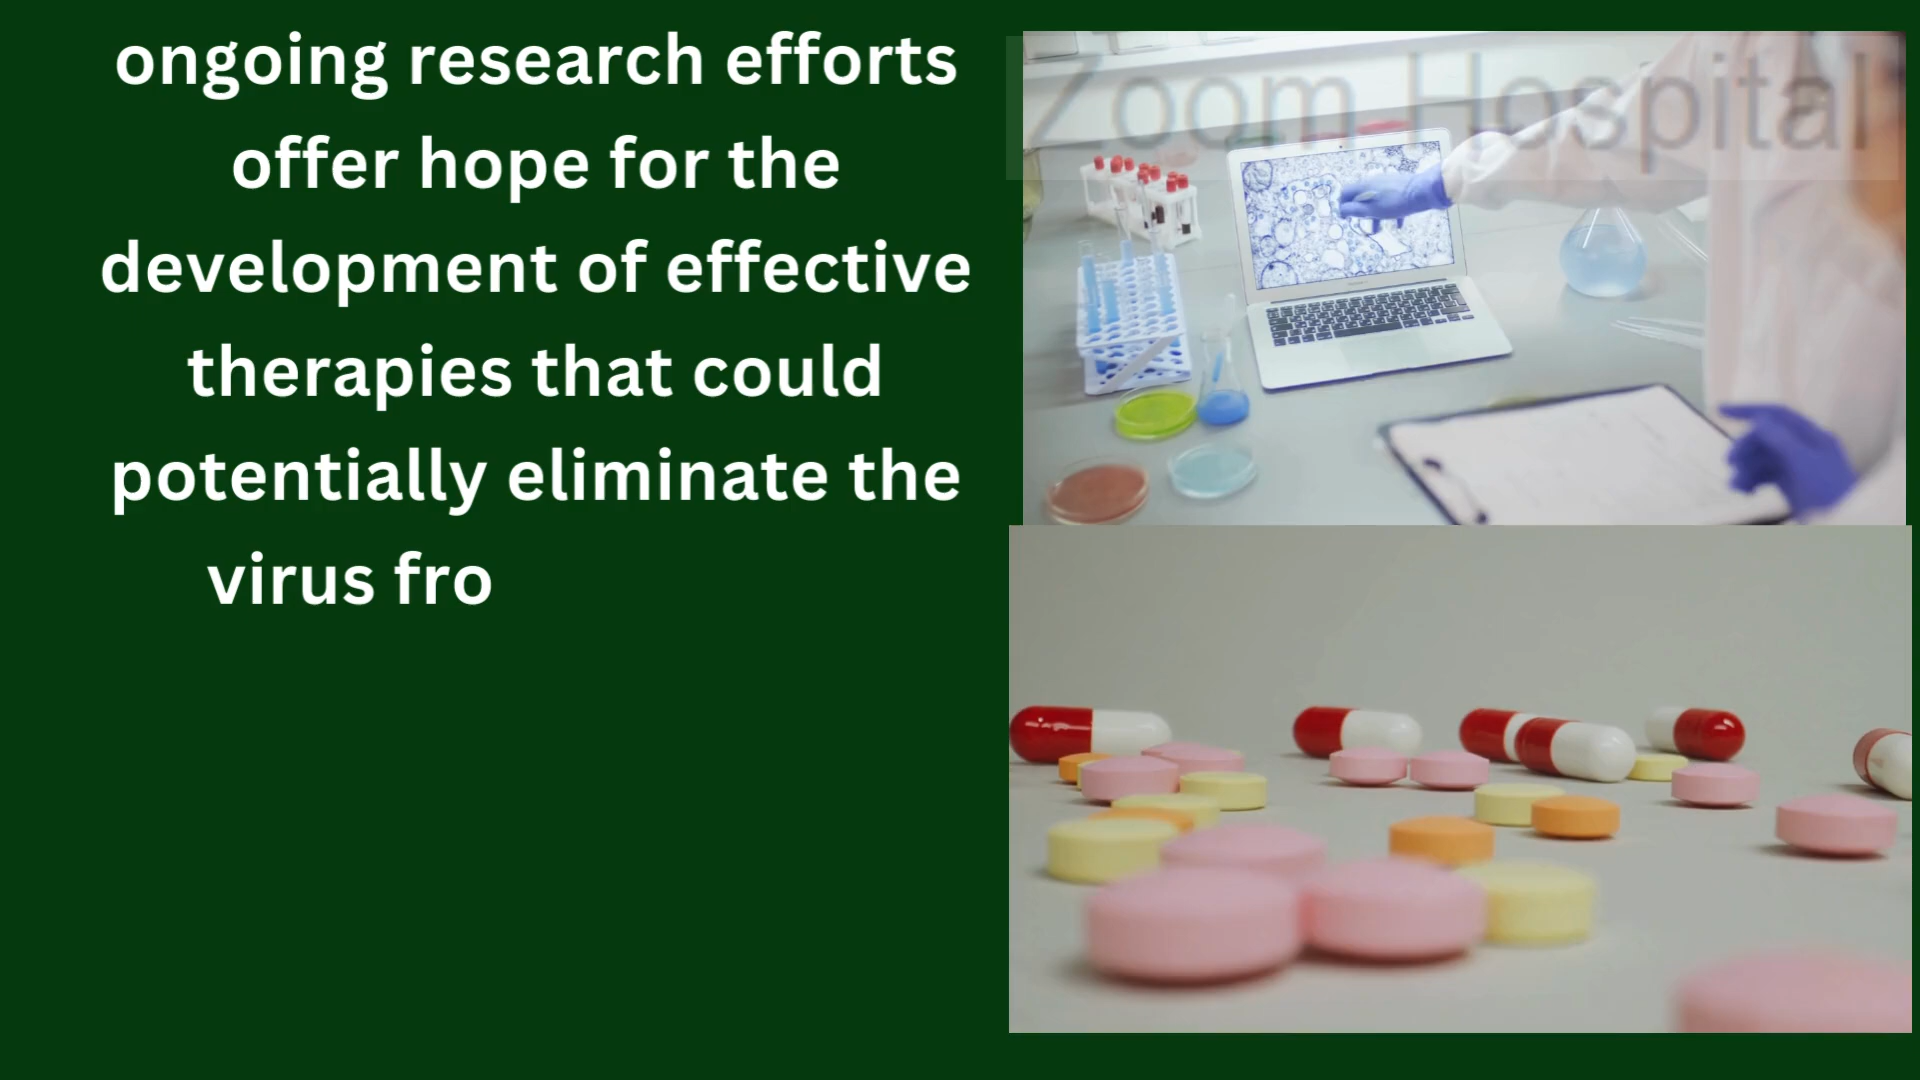 ongoing research efforts
offer hope for the
development of effective
therapies that could
potentially eliminate the
virus fro
Zoom Hospital